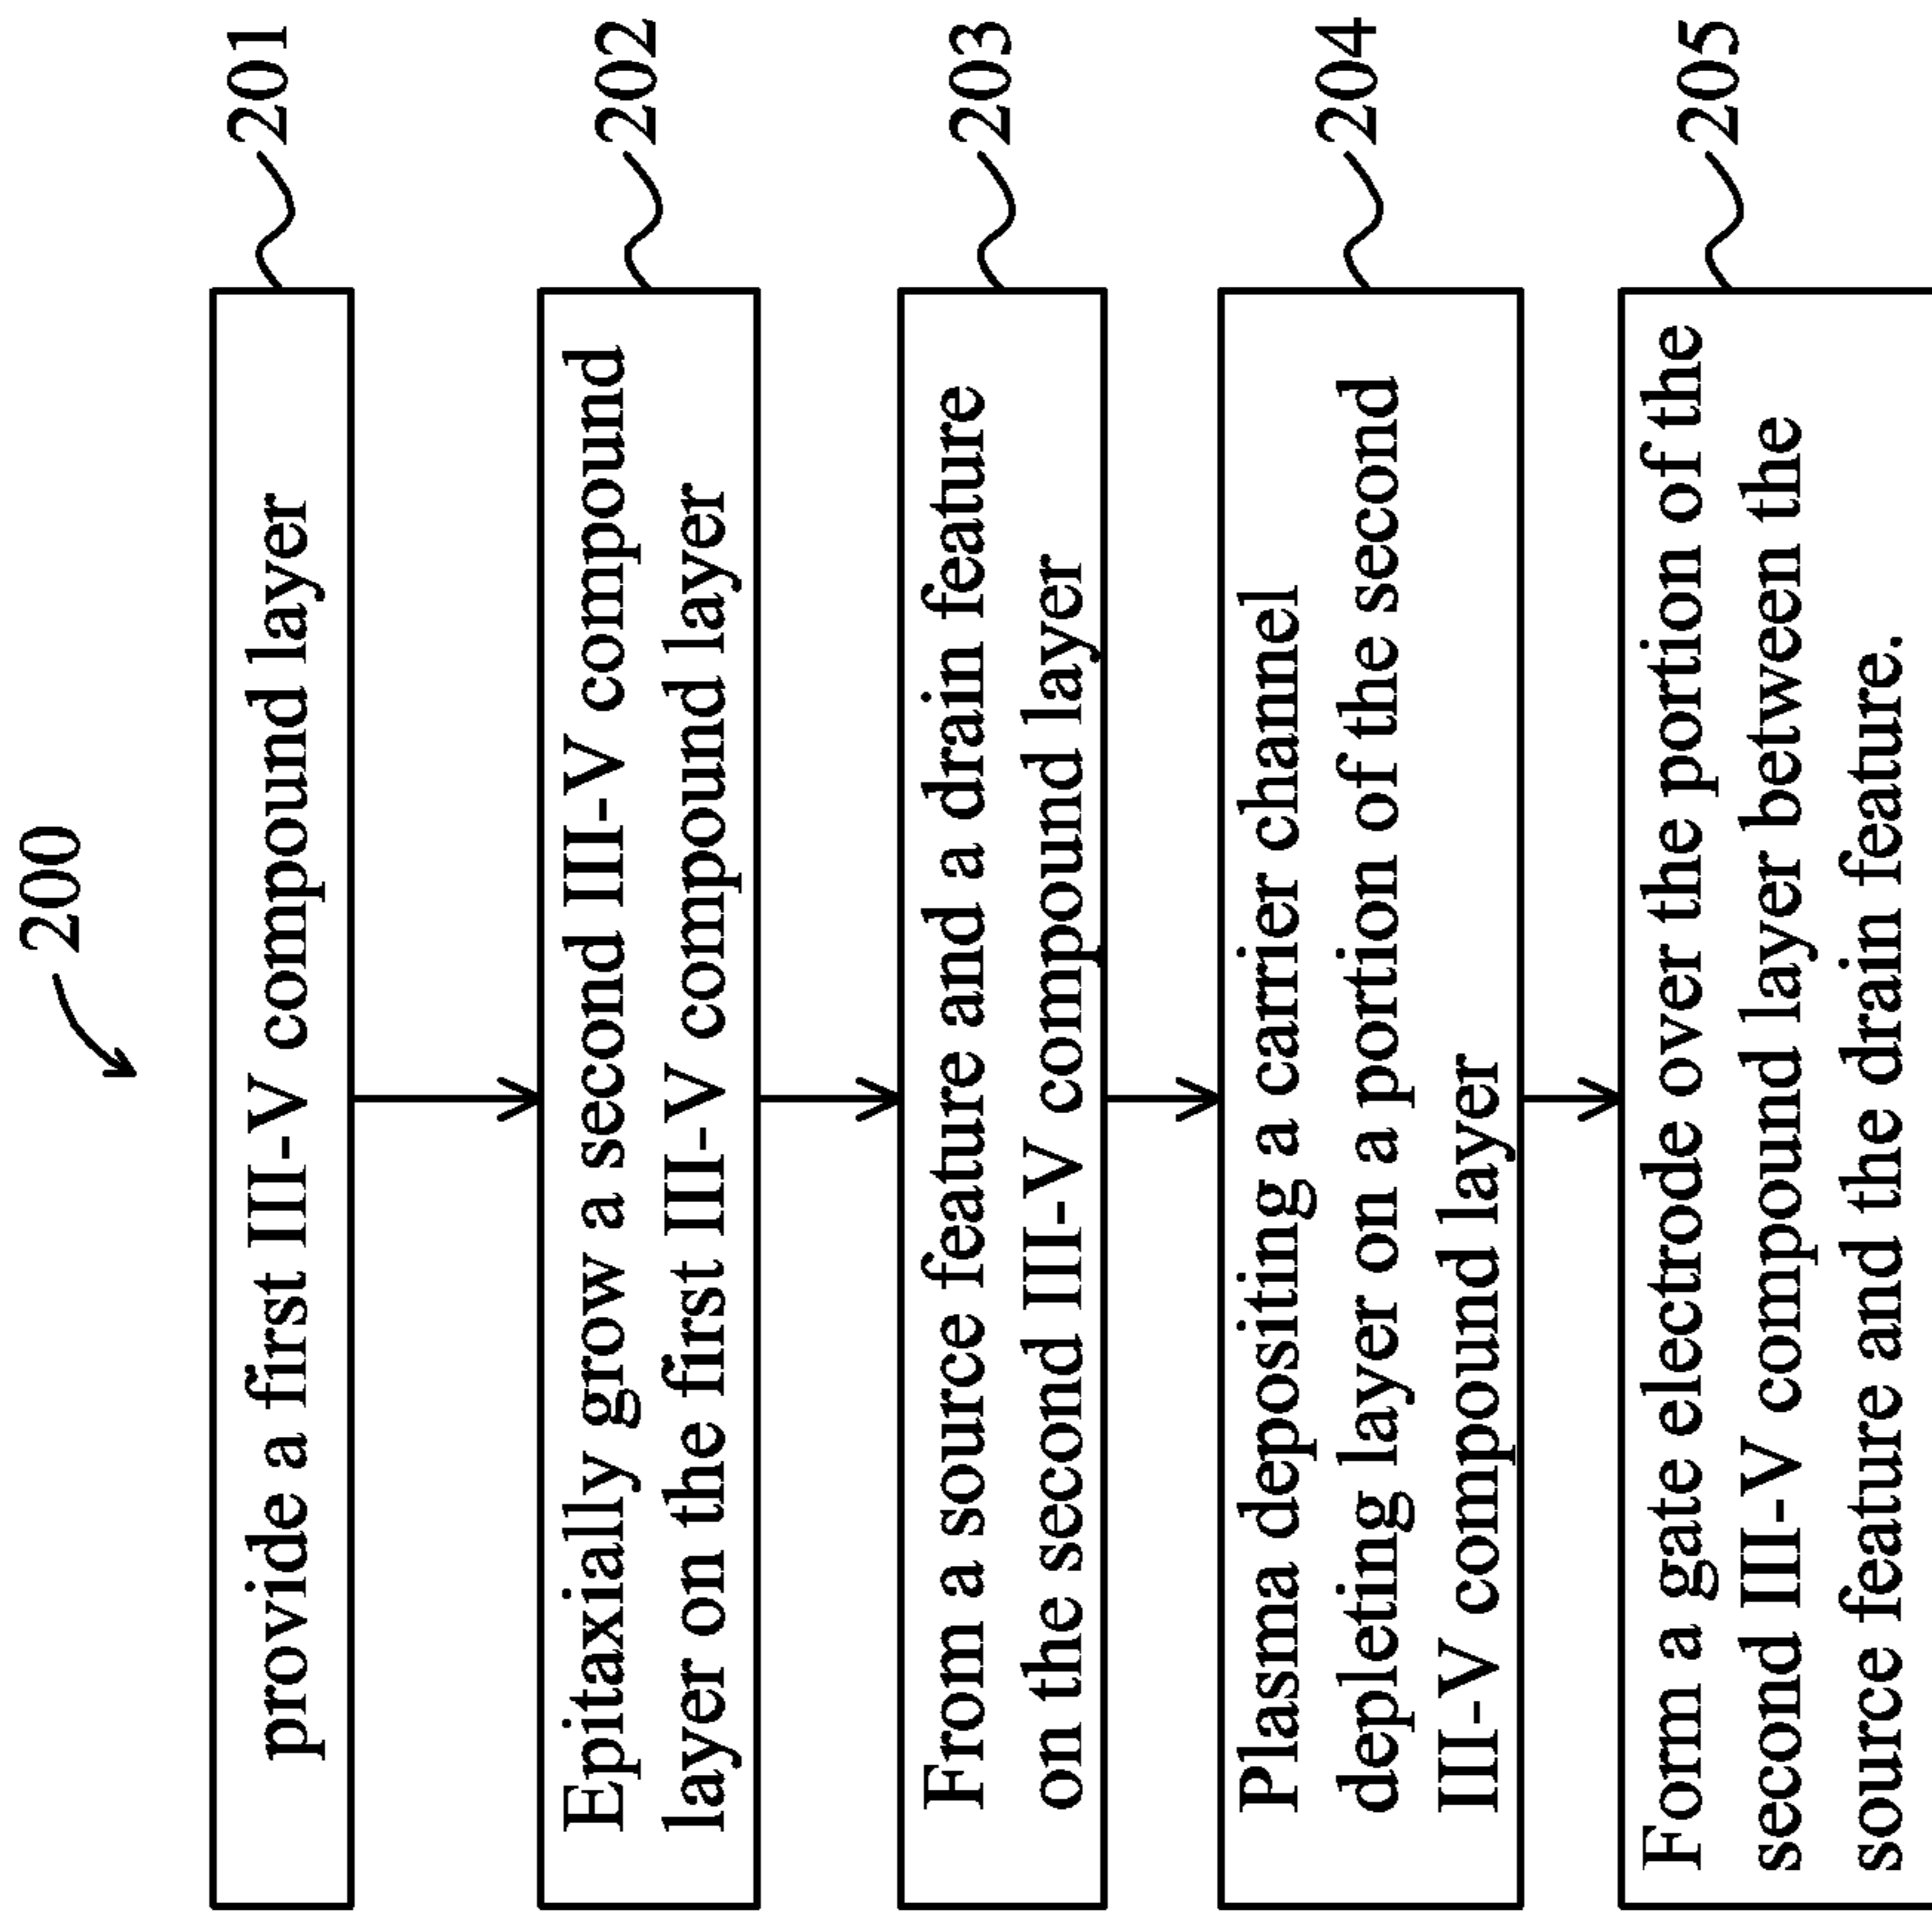 200
provide a first III-V compound layer
201
Epitaxially grow a second III-V compound
layer on the first III-V compound layer
202
From a source feature and a drain feature
on the second III-V compound layer
203
Plasma depositing a carrier channel
depleting layer on a portion of the second
III-V compound layer
204
Form a gate electrode over the portion of the
second III-V compound layer between the
source feature and the drain feature.
205